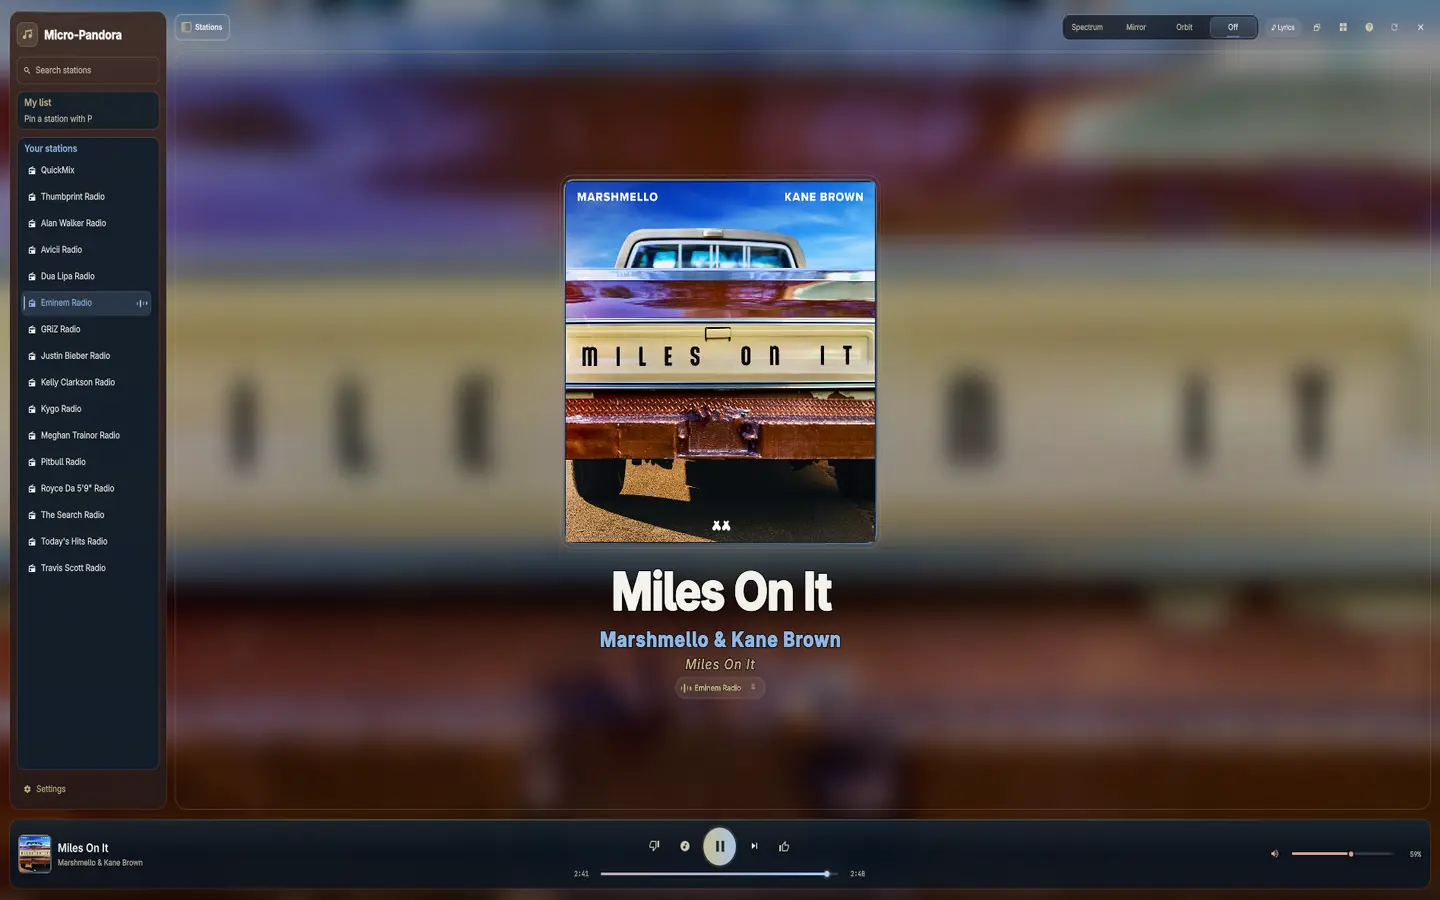 Micro-Pandora
Search stations
My list
Pin a station with P
Your stations
QuickMix
Thumbprint Radio
Alan Walker Radio
Avicii Radio
Dua Lipa Radio
Eminem Radio
GRiZ Radio
Justin Bieber Radio
Kelly Clarkson Radio
Kygo Radio
Meghan Trainor Radio
Pitbull Radio
Royce Da 5'9" Radio
The Search Radio
Today's Hits Radio
Travis Scott Radio
Settings
Stations
Spectrum Mirror Orbit Off Lyrics
MARSHMELLO KANE BROWN
MILES ON IT
Miles On It
Marshmello & Kane Brown
Miles On It
Eminem Radio
Miles On It
Marshmello & Kane Brown
2:41 2:48
59%